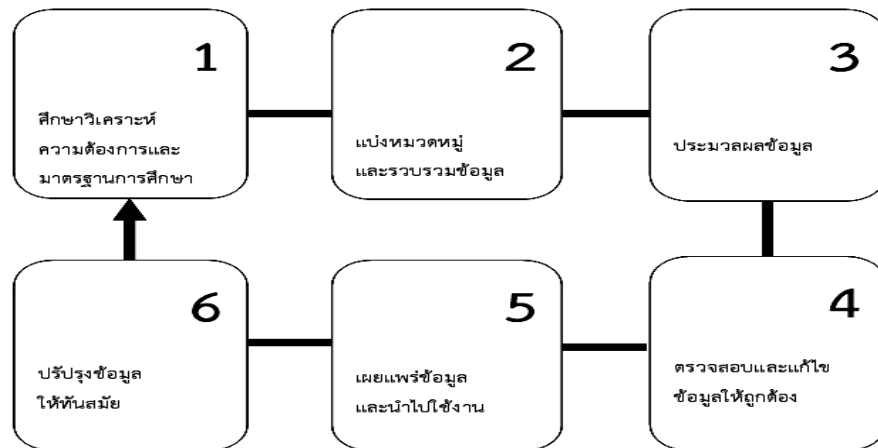 1
ศึกษาวิเคราะห์
ความต้องการและ
มาตรฐานการศึกษา
2
แบ่งหมวดหมู่
และรวบรวมข้อมูล
3
ประมวลผลข้อมูล
4
ตรวจสอบและแก้ไข
ข้อมูลให้ถูกต้อง
5
เผยแพร่ข้อมูล
และนำไปใช้งาน
6
ปรัปรุงข้อมูล
ให้ทันสมัย